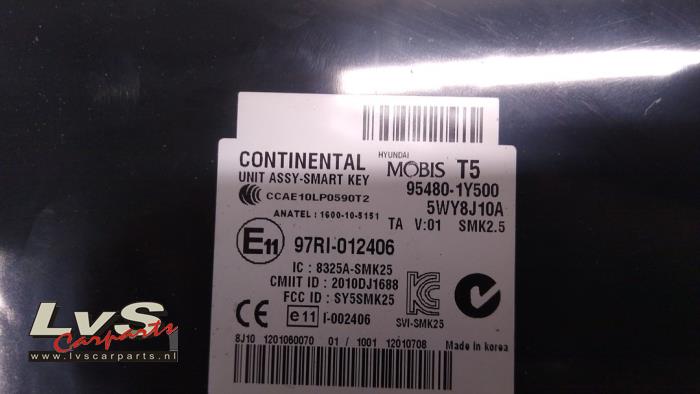 CONTINENTAL
HYUNDAI
MOBIS T5
UNIT ASSY-SMART KEY
95480-1Y500
CCAE10LP0590T2
5WY8J10A
ANATEL : 1600-10-5151
TA V:01 SMK2.5
E11 97RI-012406
IC : 8325A-SMK25
CMIIT ID : 2010DJ1688
FCC ID : SY5SMK25
CE e11 I-002406
SVI-SMK25
8J10 1201060070 01 / 1001 12010708 Made in korea
LvS
Carparts
www.lvscarparts.nl